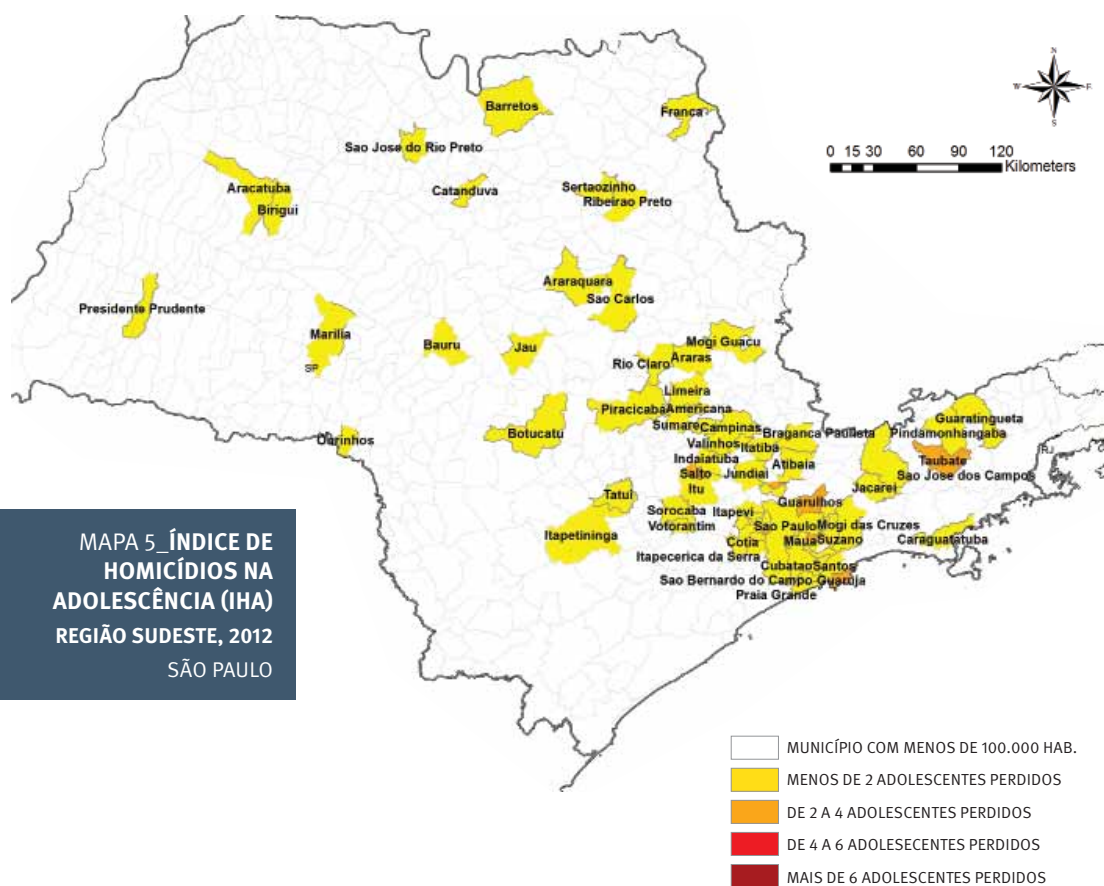 N
W E
S
0 15 30 60 90 120
Kilometers
Barretos
Franca
Sao Jose do Rio Preto
Aracatuba
Birigui
Catanduva
Sertaozinho
Ribeirao Preto
Araraquara
Sao Carlos
Presidente Prudente
Marilia
SP
Bauru
Jau
Mogi Guacu
Rio Claro
Araras
Limeira
Piracicaba
Americana
Sumare
Campinas
Botucatu
Ourinhos
Valinhos
Itatiba
Braganca Paulista
Indaiatuba
Atibaia
Salto
Jundiai
Itu
Guaratingueta
Pindamonhangaba
Taubate
RJ
Sao Jose dos Campos
Jacarei
Tatui
Guarulhos
Sorocaba
Itapevi
Votorantim
Sao Paulo
Mogi das Cruzes
Itapetininga
Cotia
Maua
Suzano
Caraguatatuba
Itapecerica da Serra
Cubatao
Santos
Sao Bernardo do Campo
Guaruja
Praia Grande
MAPA 5_ÍNDICE DE
HOMICÍDIOS NA
ADOLESCÊNCIA (IHA)
REGIÃO SUDESTE, 2012
SÃO PAULO
MUNICÍPIO COM MENOS DE 100.000 HAB.
MENOS DE 2 ADOLESCENTES PERDIDOS
DE 2 A 4 ADOLESCENTES PERDIDOS
DE 4 A 6 ADOLESECENTES PERDIDOS
MAIS DE 6 ADOLESCENTES PERDIDOS